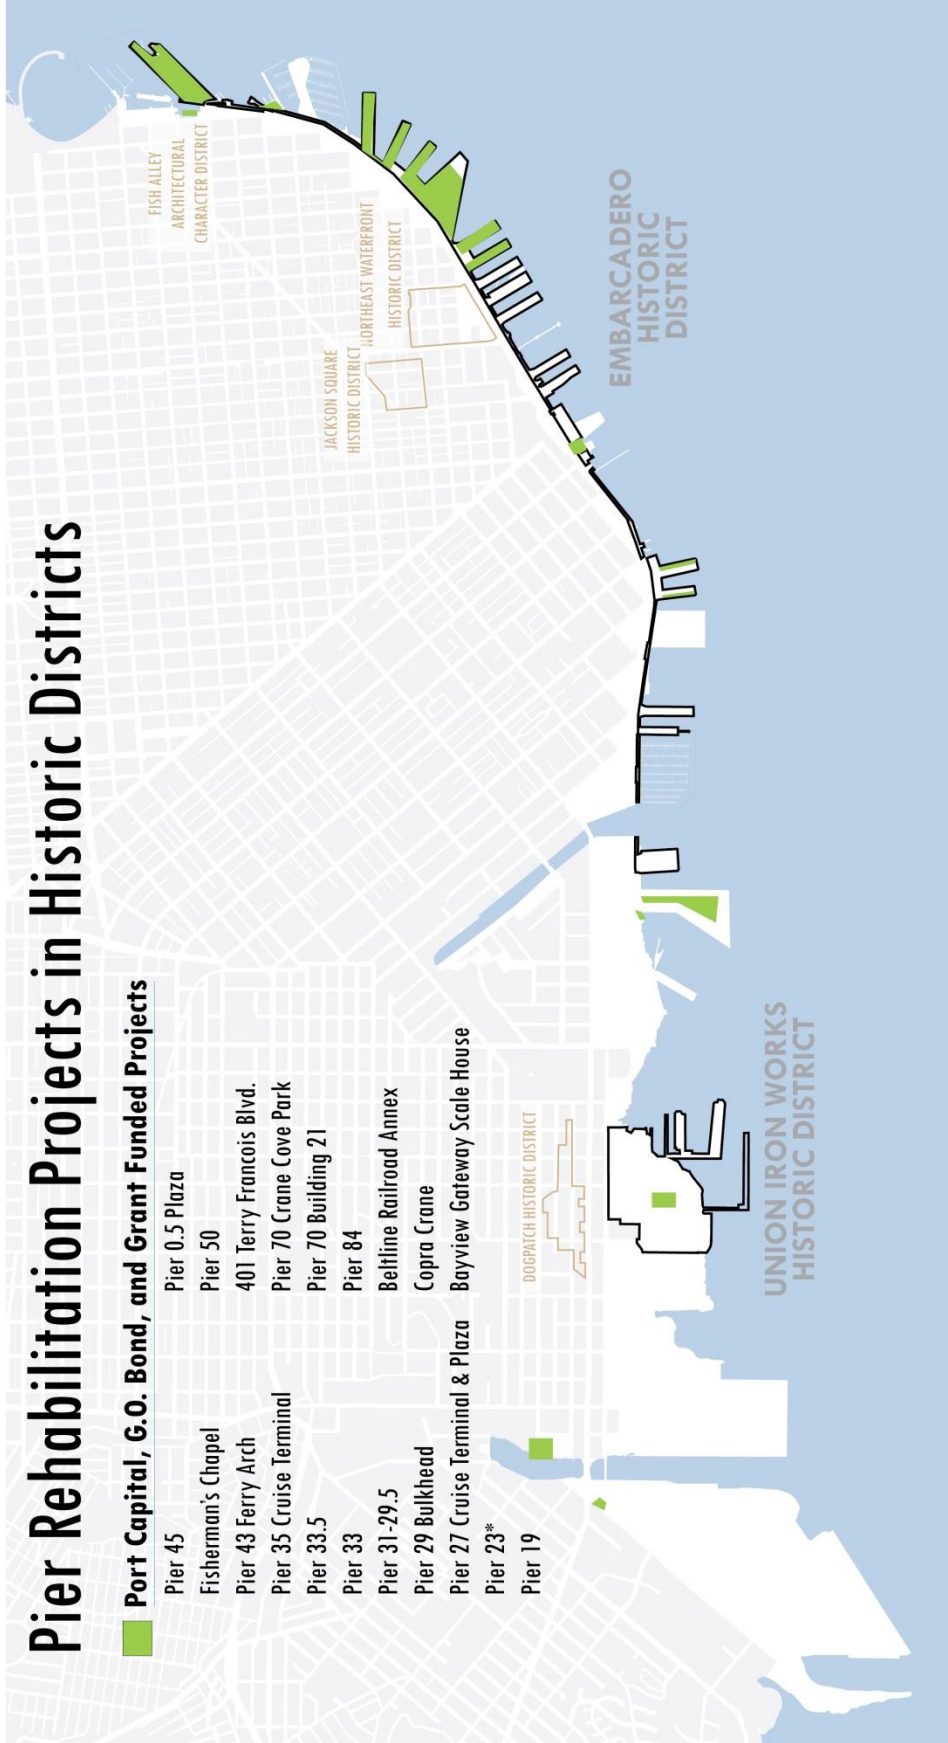 Pier Rehabilitation Projects in Historic Districts
Port Capital, G.O. Bond, and Grant Funded Projects
Pier 45
Fisherman's Chapel
Pier 43 Ferry Arch
Pier 35 Cruise Terminal
Pier 33.5
Pier 33
Pier 31-29.5
Pier 29 Bulkhead
Pier 27 Cruise Terminal & Plaza
Pier 23*
Pier 19
Pier 0.5 Plaza
Pier 50
401 Terry Francois Blvd.
Pier 70 Crane Cove Park
Pier 70 Building 21
Pier 84
Beltline Railroad Annex
Copra Crane
Bayview Gateway Scale House
DOGPATCH HISTORIC DISTRICT
UNION IRON WORKS
HISTORIC DISTRICT
JACKSON SQUARE
HISTORIC DISTRICT
NORTHEAST WATERFRONT
HISTORIC DISTRICT
FISH ALLEY
ARCHITECTURAL
CHARACTER DISTRICT
EMBARCADERO
HISTORIC
DISTRICT